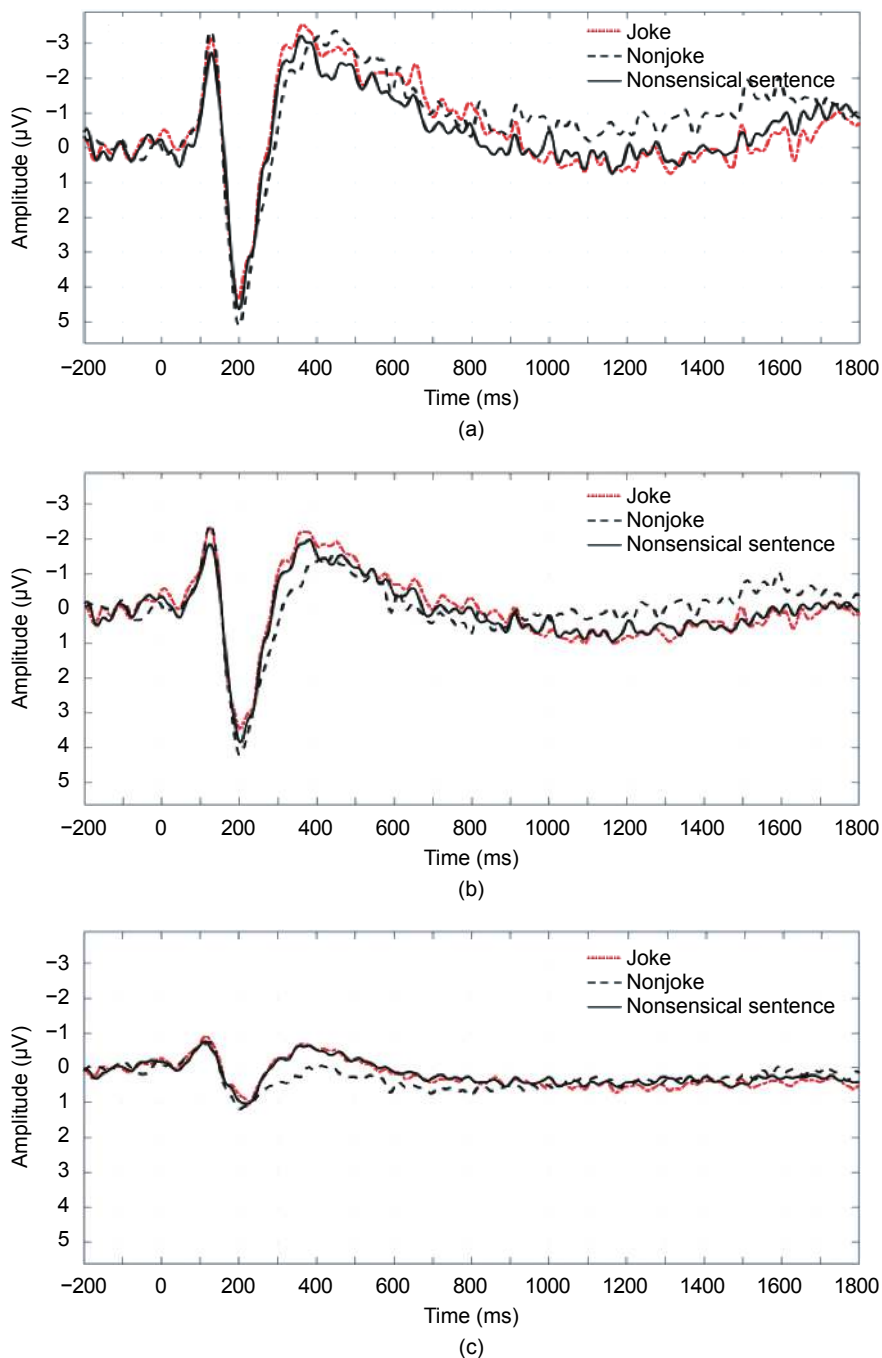 −3
−2
−1
0
1
2
3
4
5
Amplitude (µV)
Joke
Nonjoke
Nonsensical sentence
−200 0 200 400 600 800 1000 1200 1400 1600 1800
Time (ms)
(a)
−3
−2
−1
0
1
2
3
4
5
Amplitude (µV)
Joke
Nonjoke
Nonsensical sentence
−200 0 200 400 600 800 1000 1200 1400 1600 1800
Time (ms)
(b)
−3
−2
−1
0
1
2
3
4
5
Amplitude (µV)
Joke
Nonjoke
Nonsensical sentence
−200 0 200 400 600 800 1000 1200 1400 1600 1800
Time (ms)
(c)